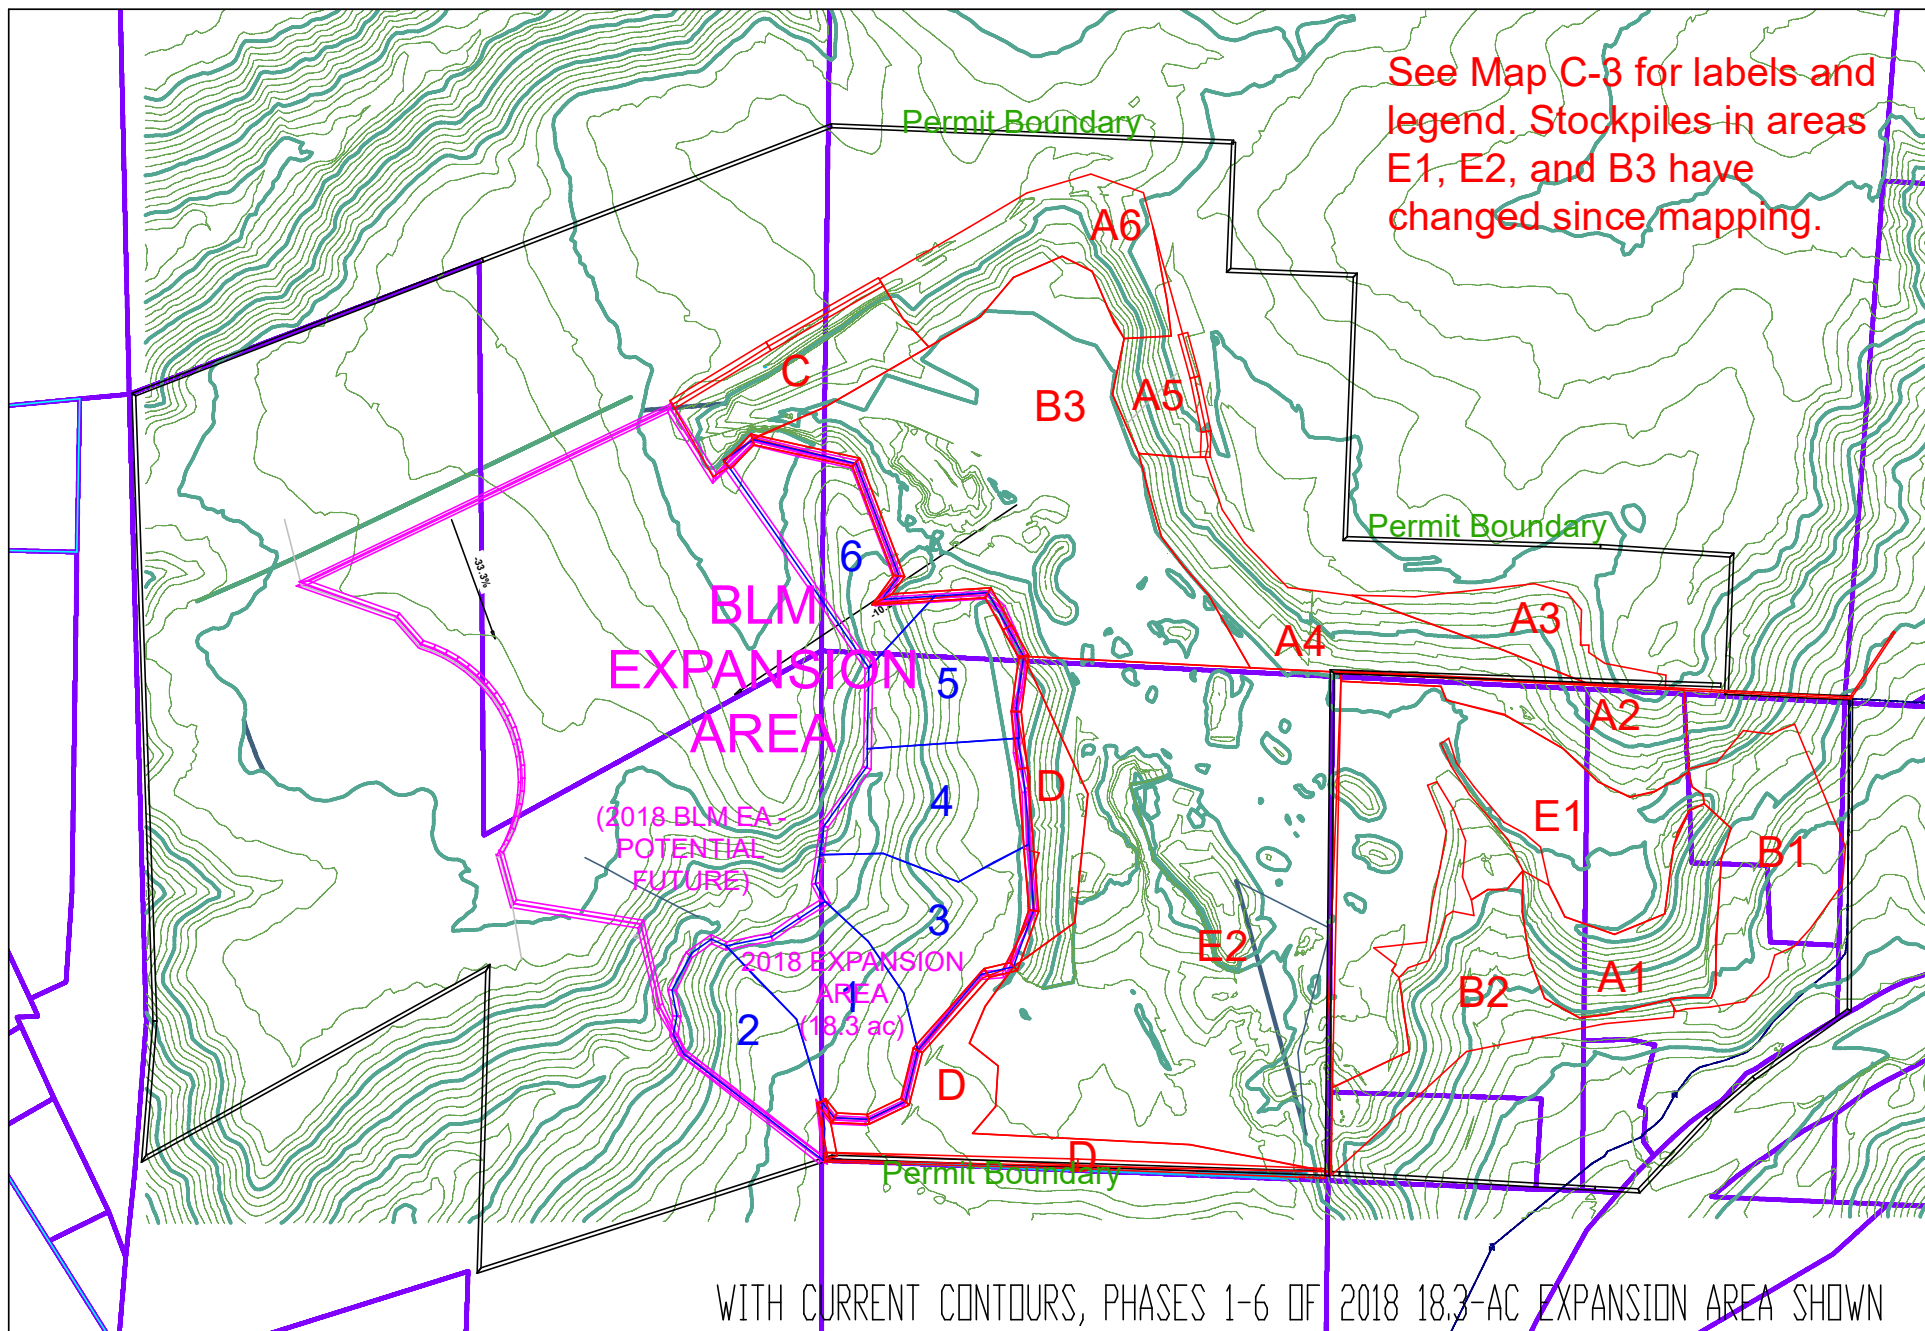 Permit Boundary
See Map C-3 for labels and
legend. Stockpiles in areas
E1, E2, and B3 have
changed since mapping.
A6
C
B3
A5
Permit Boundary
-33.3%
6
BLM
EXPANSION
AREA
5
A4
A3
A2
4
D
E1
B1
(2018 BLM EA -
POTENTIAL
FUTURE)
3
E2
2018 EXPANSION
AREA
(18.3 ac)
1
2
B2
A1
D
D
Permit Boundary
WITH CURRENT CONTOURS, PHASES 1-6 OF 2018 18.3-AC EXPANSION AREA SHOWN